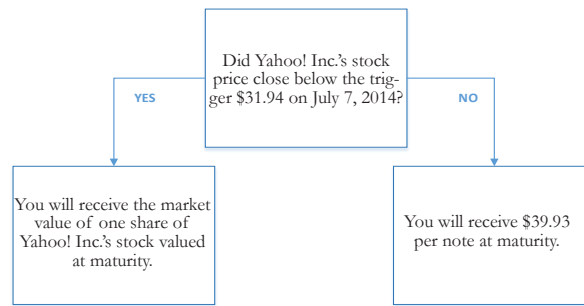 Did Yahoo! Inc.'s stock
price close below the trig-
ger $31.94 on July 7, 2014?
YES
NO
You will receive the market
value of one share of
Yahoo! Inc.'s stock valued
at maturity.
You will receive $39.93
per note at maturity.